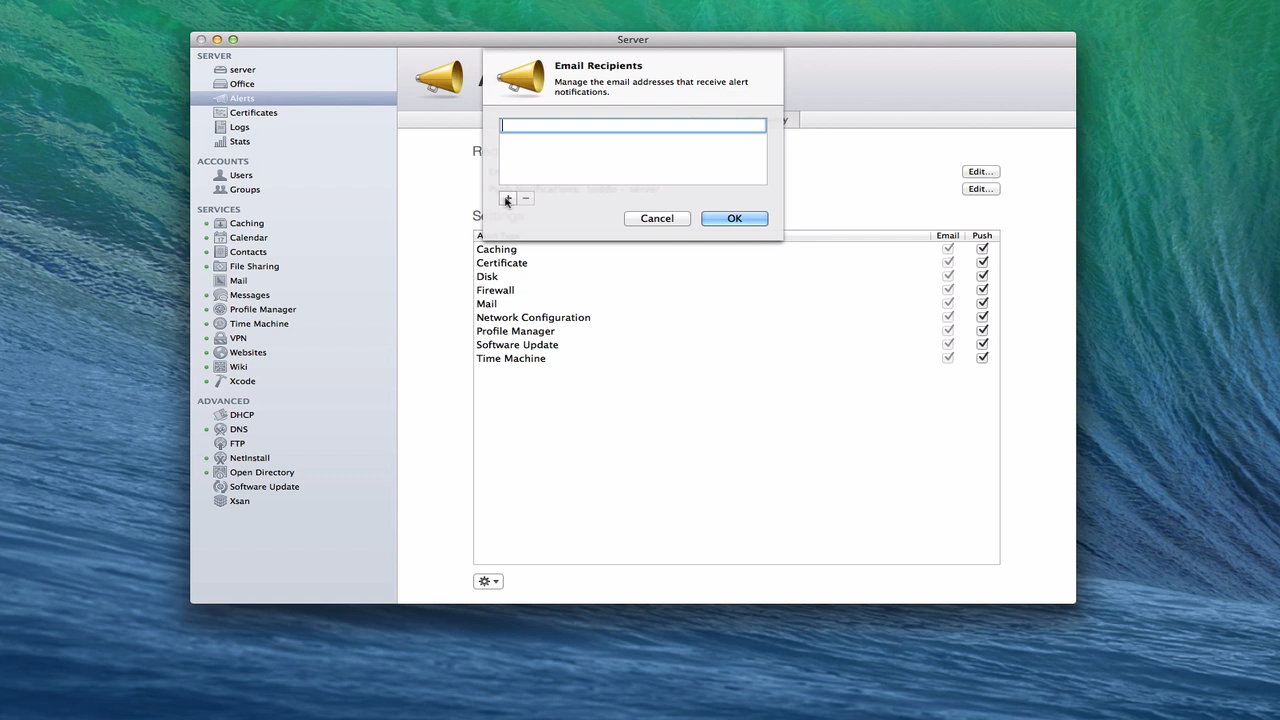 Server
SERVER
server
Office
Alerts
Certificates
Logs
Stats
ACCOUNTS
Users
Groups
SERVICES
Caching
Calendar
Contacts
File Sharing
Mail
Messages
Profile Manager
Time Machine
VPN
Websites
Wiki
Xcode
ADVANCED
DHCP
DNS
FTP
NetInstall
Open Directory
Software Update
Xsan
Email Recipients
Manage the email addresses that receive alert
notifications.
Cancel
OK
Edit...
Edit...
Email
Push
Caching
Certificate
Disk
Firewall
Mail
Network Configuration
Profile Manager
Software Update
Time Machine